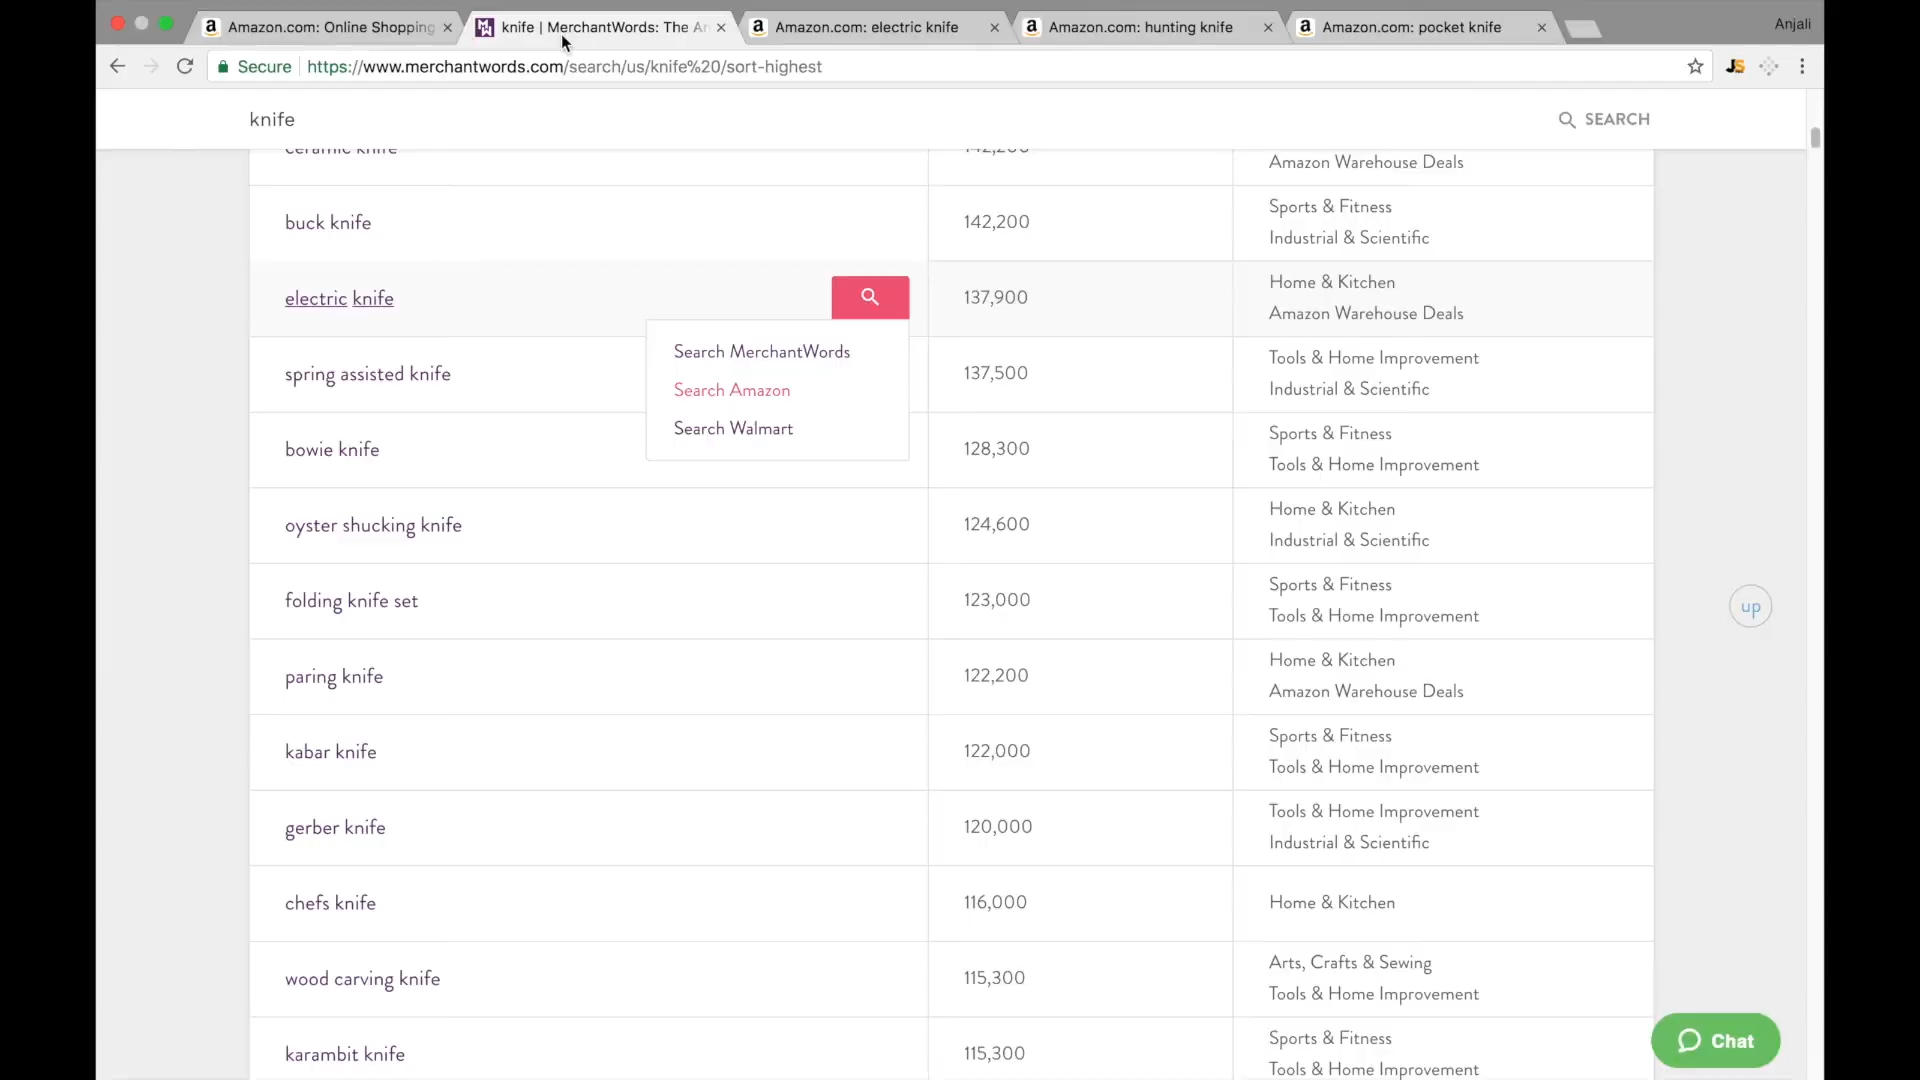 Amazon.com: Online Shopping
knife | MerchantWords: The Am
Amazon.com: electric knife
Amazon.com: hunting knife
Amazon.com: pocket knife
Anjali
Secure
https://www.merchantwords.com/search/us/knife%20/sort-highest
JS
knife
SEARCH
ceramic knife
142,200
Amazon Warehouse Deals
buck knife
142,200
Sports & Fitness
Industrial & Scientific
electric knife
137,900
Home & Kitchen
Amazon Warehouse Deals
Search MerchantWords
Search Amazon
Search Walmart
spring assisted knife
137,500
Tools & Home Improvement
Industrial & Scientific
bowie knife
128,300
Sports & Fitness
Tools & Home Improvement
oyster shucking knife
124,600
Home & Kitchen
Industrial & Scientific
folding knife set
123,000
Sports & Fitness
Tools & Home Improvement
up
paring knife
122,200
Home & Kitchen
Amazon Warehouse Deals
kabar knife
122,000
Sports & Fitness
Tools & Home Improvement
gerber knife
120,000
Tools & Home Improvement
Industrial & Scientific
chefs knife
116,000
Home & Kitchen
wood carving knife
115,300
Arts, Crafts & Sewing
Tools & Home Improvement
karambit knife
115,300
Sports & Fitness
Tools & Home Improvement
Chat